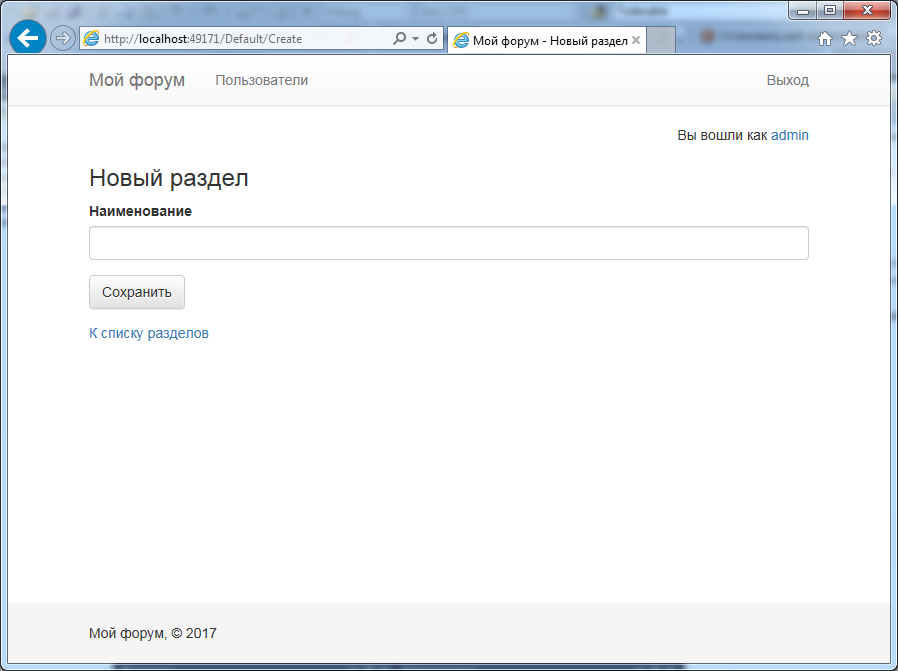 http://localhost:49171/Default/Create
Мой форум - Новый раздел
Мой форум
Пользователи
Выход
Вы вошли как admin
Новый раздел
Наименование
Сохранить
К списку разделов
Мой форум, © 2017